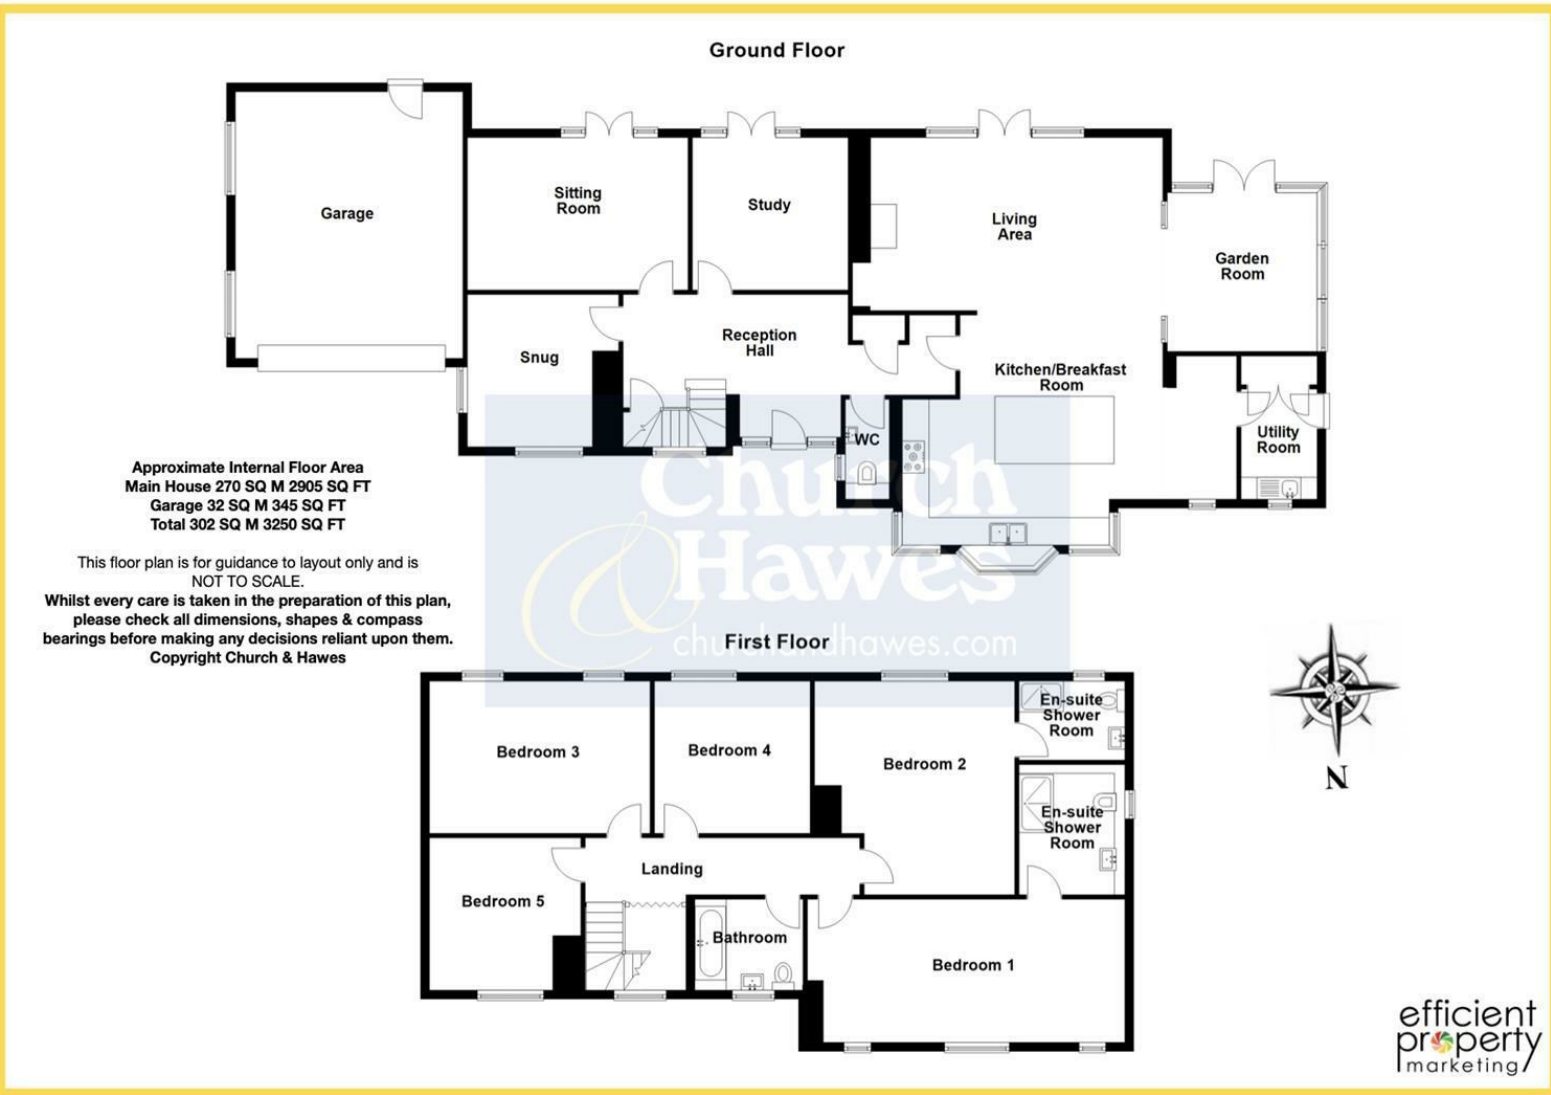 Ground Floor
Garage
Sitting
Room
Study
Living
Area
Garden
Room
Snug
Reception
Hall
Kitchen/Breakfast
Room
WC
Utility
Room
Approximate Internal Floor Area
Main House 270 SQ M 2905 SQ FT
Garage 32 SQ M 345 SQ FT
Total 302 SQ M 3250 SQ FT
This floor plan is for guidance to layout only and is
NOT TO SCALE.
Whilst every care is taken in the preparation of this plan,
please check all dimensions, shapes & compass
bearings before making any decisions reliant upon them.
Copyright Church & Hawes
Church
& Hawes
churchandhawes.com
First Floor
Bedroom 3
Bedroom 4
Bedroom 2
En-suite
Shower
Room
En-suite
Shower
Room
Landing
Bedroom 5
Bathroom
Bedroom 1
N
efficient
property
marketing